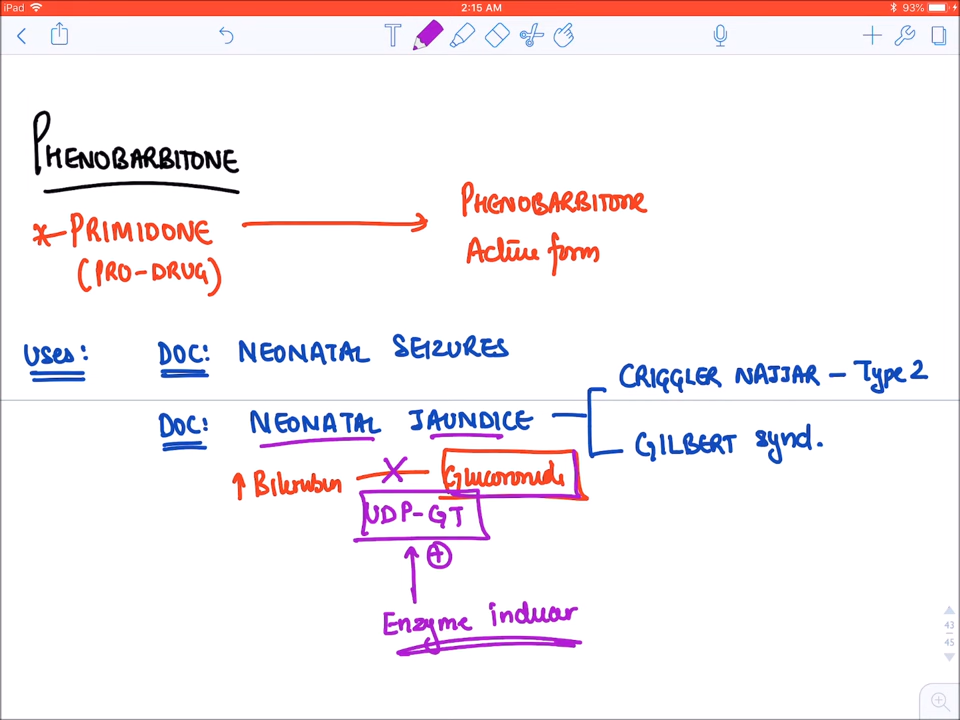 iPad 2:15 AM 93%
T
PHENOBARBITONE
PRIMIDONE → PHENOBARBITONE
(PRO-DRUG) Active form
Uses: DOC: NEONATAL SEIZURES
CRIGGLER NAJJAR – Type 2
DOC: NEONATAL JAUNDICE
GILBERT synd.
↑ Bilirubin X Glucoronide
UDP-GT
+
Enzyme inducer
43
45